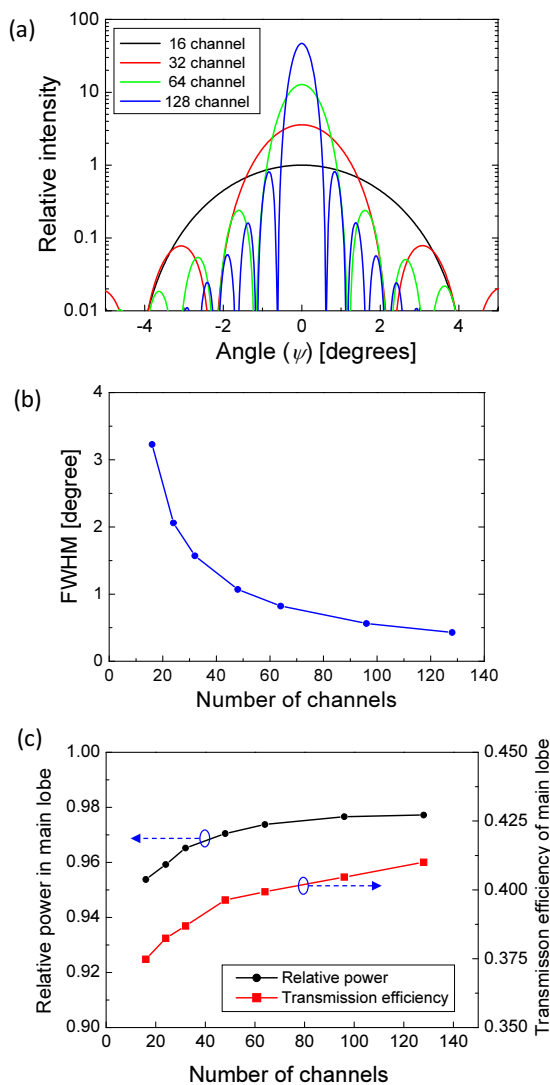 (a)
100
10
1
0.1
0.01
Relative intensity
16 channel
32 channel
64 channel
128 channel
-4 -2 0 2 4
Angle (ψ) [degrees]
(b)
4
3
2
1
0
FWHM [degree]
0 20 40 60 80 100 120 140
Number of channels
(c)
1.00
0.98
0.96
0.94
0.92
0.90
Relative power in main lobe
0.450
0.425
0.400
0.375
0.350
Transmission efficiency of main lobe
Relative power
Transmission efficiency
0 20 40 60 80 100 120 140
Number of channels